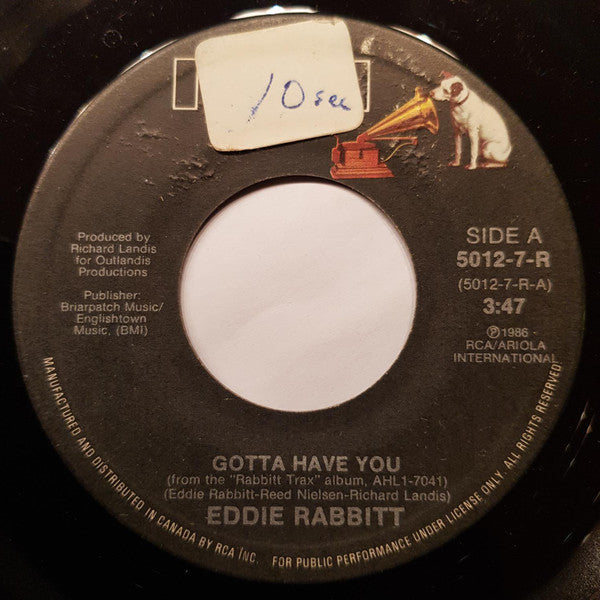 10 sec
SIDE A
5012-7-R
(5012-7-R-A)
3:47
℗1986 -
RCA/ARIOLA
INTERNATIONAL
Produced by
Richard Landis
for Outlandis
Productions
Publisher:
Briarpatch Music/
Englishtown
Music, (BMI)
GOTTA HAVE YOU
(from the "Rabbitt Trax" album, AHL1-7041)
(Eddie Rabbitt-Reed Nielsen-Richard Landis)
EDDIE RABBITT
MANUFACTURED AND DISTRIBUTED IN CANADA BY RCA INC. FOR PUBLIC PERFORMANCE UNDER LICENSE ONLY. ALL RIGHTS RESERVED